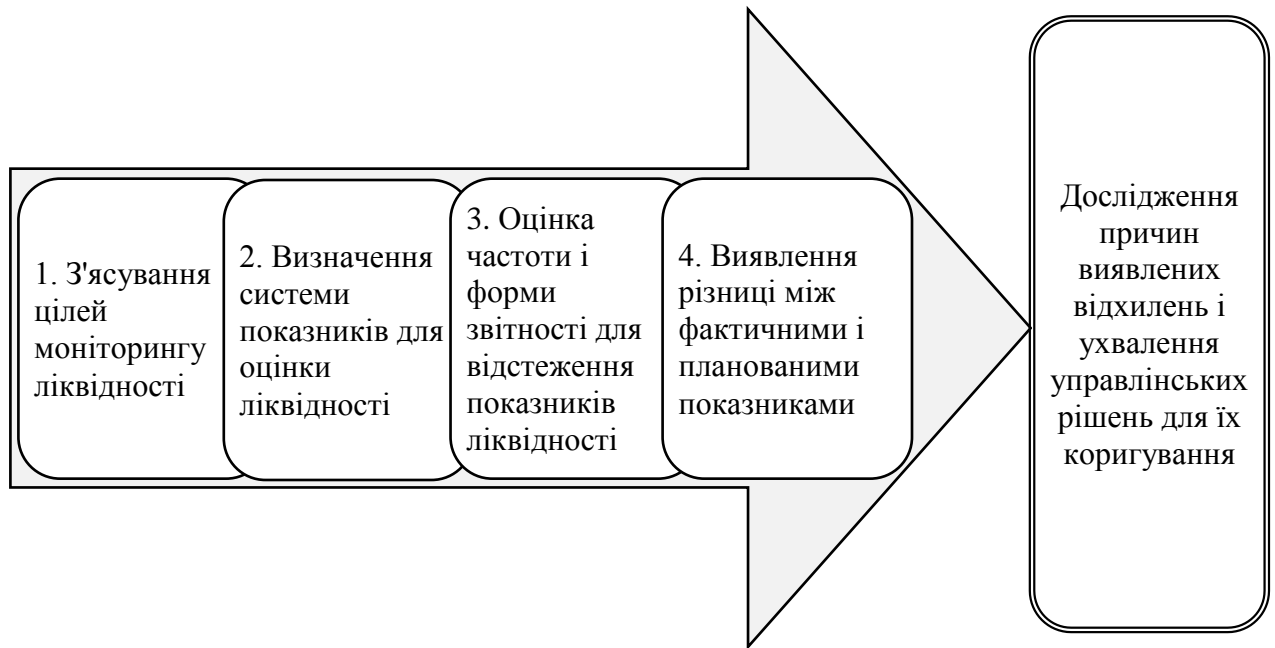 1. З'ясування
цілей
моніторингу
ліквідності
2. Визначення
системи
показників для
оцінки
ліквідності
3. Оцінка
частоти і
форми
звітності для
відстеження
показників
ліквідності
4. Виявлення
різниці між
фактичними і
планованими
показниками
Дослідження
причин
виявлених
відхилень і
ухвалення
управлінських
рішень для їх
коригування